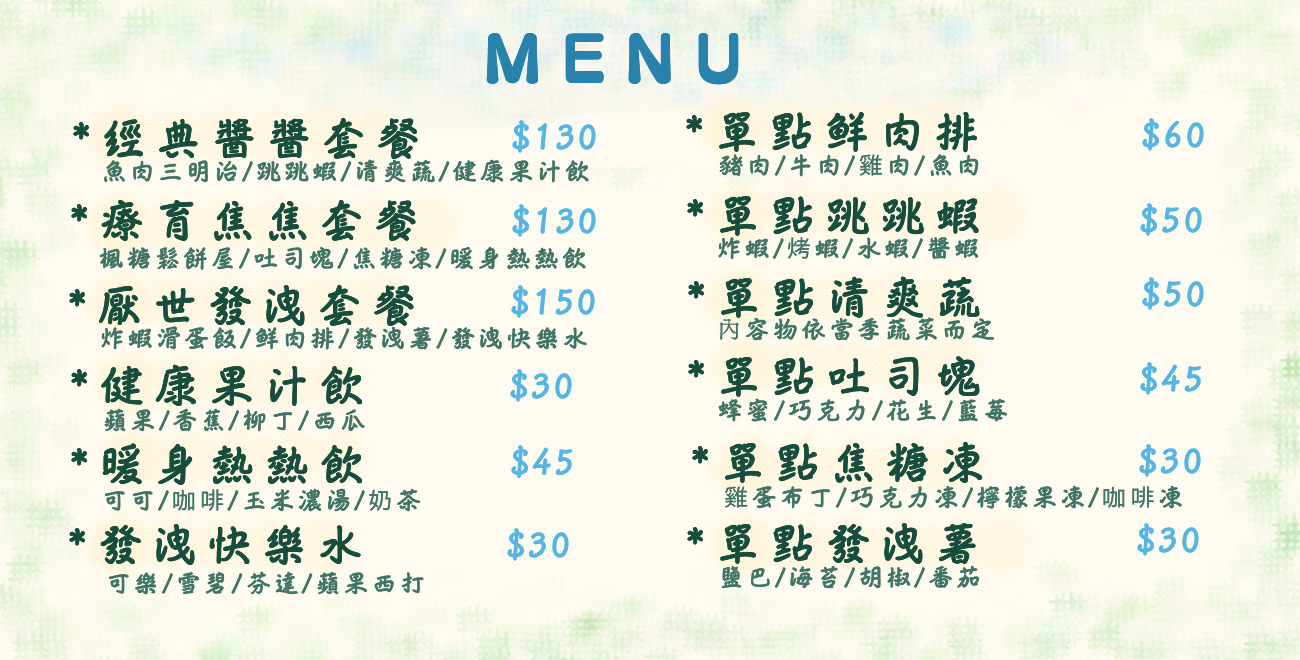 MENU
* 經典醬醬套餐 $130
魚肉三明治/跳跳蝦/清爽蔬/健康果汁飲
* 療育焦焦套餐 $130
楓糖鬆餅屋/吐司塊/焦糖凍/暖身熱熱飲
* 厭世發洩套餐 $150
炸蝦滑蛋飯/鮮肉排/發洩薯/發洩快樂水
* 健康果汁飲 $30
蘋果/香蕉/柳丁/西瓜
* 暖身熱熱飲 $45
可可/咖啡/玉米濃湯/奶茶
* 發洩快樂水 $30
可樂/雪碧/芬達/蘋果西打
* 單點鮮肉排 $60
豬肉/牛肉/雞肉/魚肉
* 單點跳跳蝦 $50
炸蝦/烤蝦/水蝦/醬蝦
* 單點清爽蔬 $50
內容物依當季蔬菜而定
* 單點吐司塊 $45
蜂蜜/巧克力/花生/藍莓
* 單點焦糖凍 $30
雞蛋布丁/巧克力凍/檸檬果凍/咖啡凍
* 單點發洩薯 $30
鹽巴/海苔/胡椒/番茄